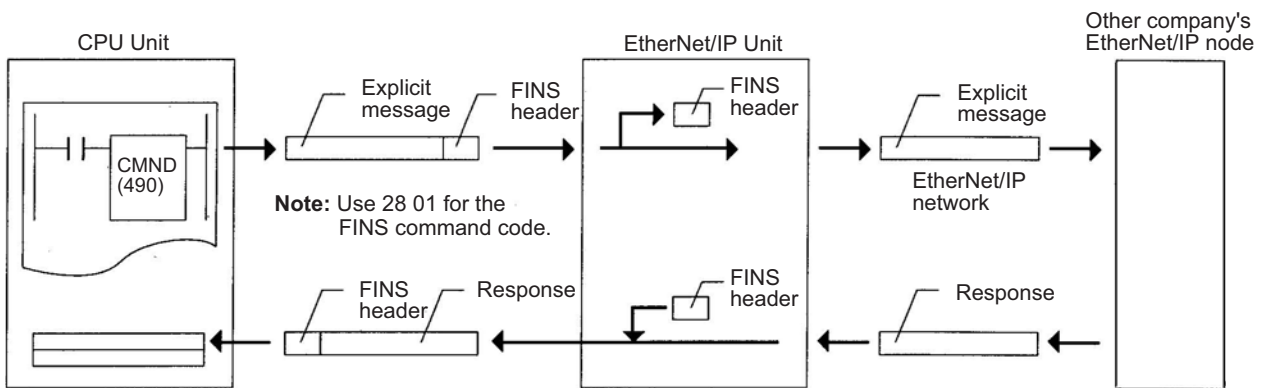 CPU Unit
EtherNet/IP Unit
Other company's
EtherNet/IP node
CMND
(490)
Explicit
message
FINS
header
FINS
header
Explicit
message
Note: Use 28 01 for the
FINS command code.
EtherNet/IP
network
FINS
header
Response
FINS
header
Response